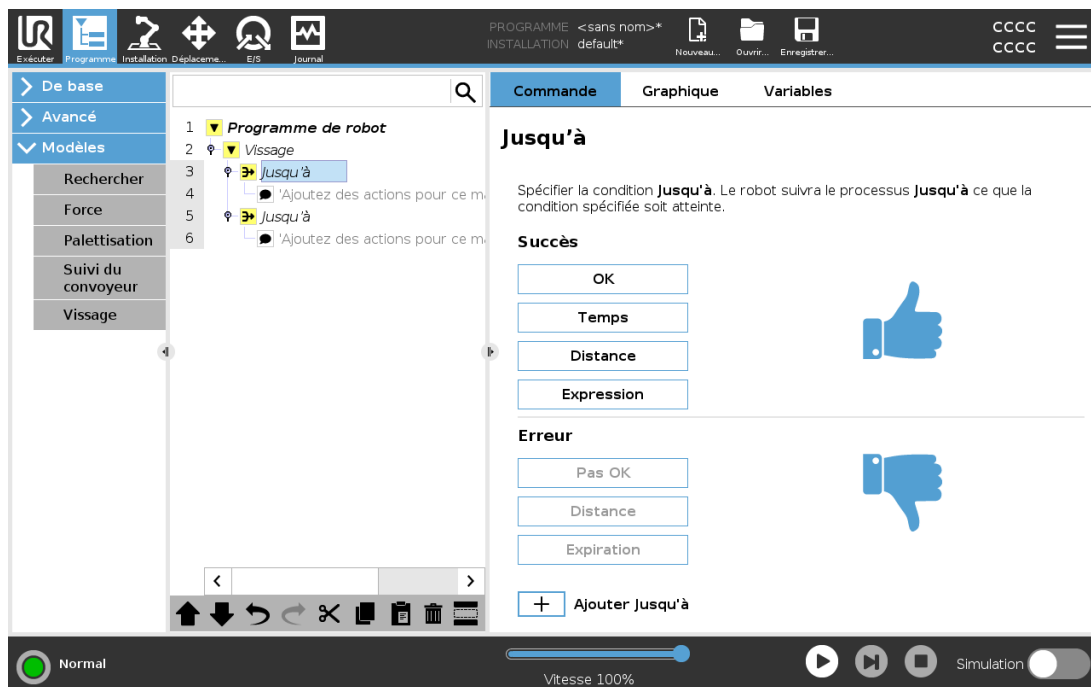 PROGRAMME <sans nom>*
INSTALLATION default*
Exécuter Programme Installation Déplaceme... E/S Journal
Nouveau... Ouvrir... Enregistrer...
CCCC
CCCC
De base
Avancé
Modèles
Rechercher
Force
Palettisation
Suivi du
convoyeur
Vissage
1 Programme de robot
2 Vissage
3 Jusqu'à
4 'Ajoutez des actions pour ce m
5 Jusqu'à
6 'Ajoutez des actions pour ce m
Commande Graphique Variables
Jusqu'à
Spécifier la condition Jusqu'à. Le robot suivra le processus Jusqu'à ce que la
condition spécifiée soit atteinte.
Succès
OK
Temps
Distance
Expression
Erreur
Pas OK
Distance
Expiration
Ajouter Jusqu'à
Normal
Vitesse 100%
Simulation